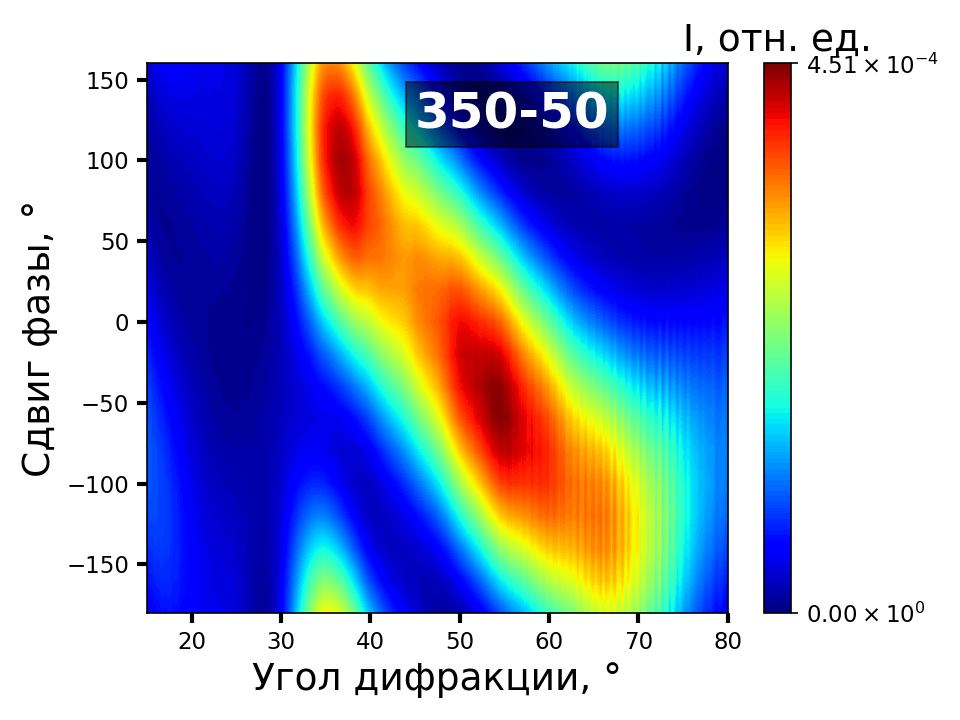 I, отн. ед.
4.51 × 10⁻⁴
350-50
150
100
50
0
−50
−100
−150
Сдвиг фазы, °
0.00 × 10⁰
20 30 40 50 60 70 80
Угол дифракции, °